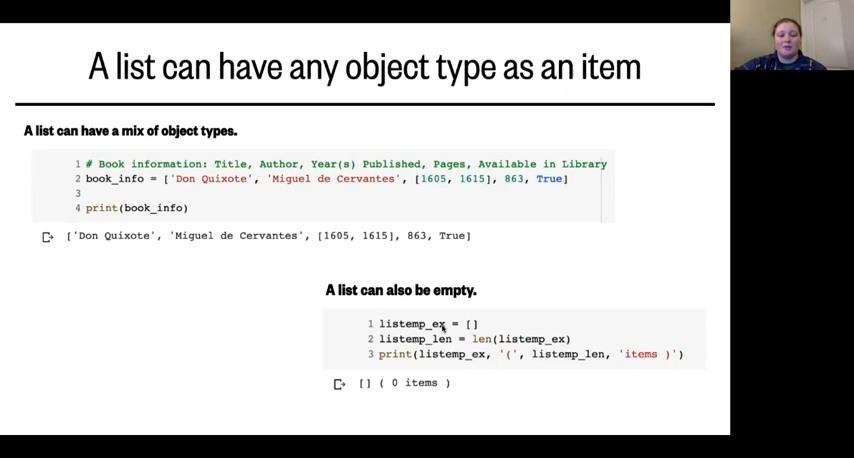 A list can have any object type as an item
A list can have a mix of object types.
1 # Book information: Title, Author, Year(s) Published, Pages, Available in Library
2 book_info = ['Don Quixote', 'Miguel de Cervantes', [1605, 1615], 863, True]
3
4 print(book_info)
['Don Quixote', 'Miguel de Cervantes', [1605, 1615], 863, True]
A list can also be empty.
1 listemp_ex = []
2 listemp_len = len(listemp_ex)
3 print(listemp_ex, '(', listemp_len, 'items )')
[] ( 0 items )